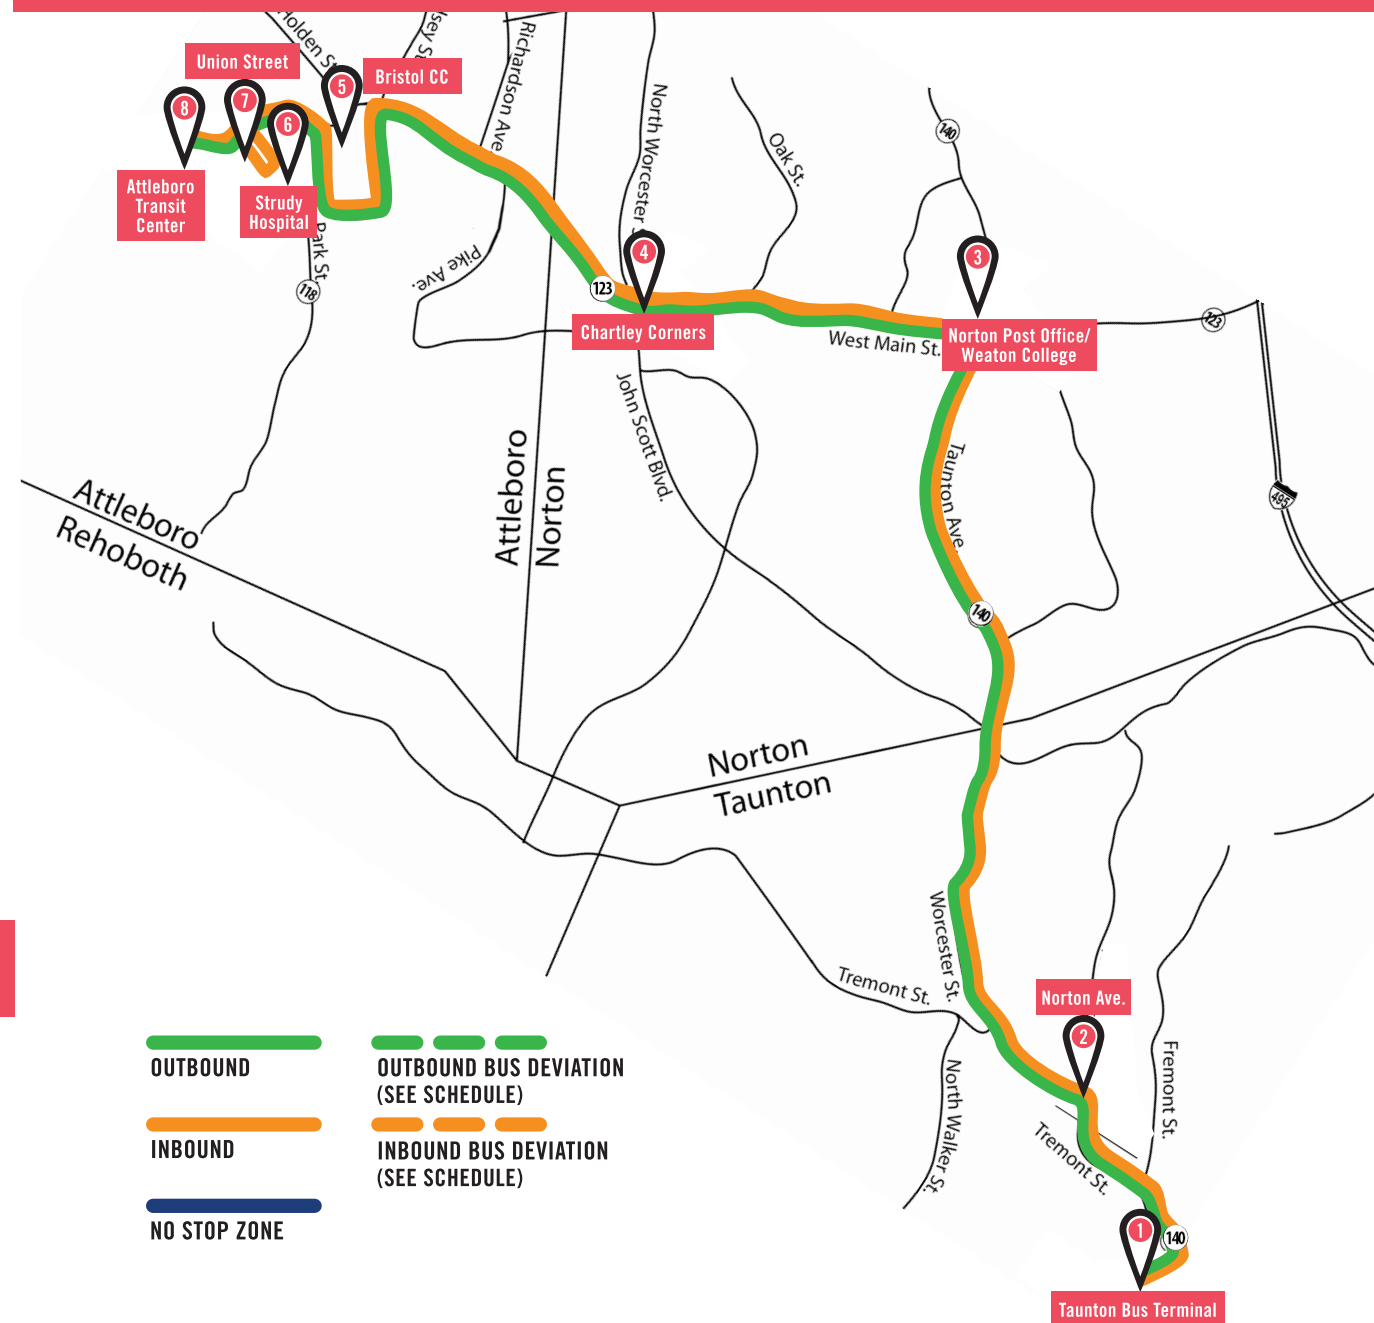 Holden St.
lsey St.
Richardson Ave.
Union Street
Bristol CC
8
7
6
5
Attleboro
Transit
Center
Strudy
Hospital
Park St.
118
Pike Ave.
North Worcester S
Oak St.
140
4
3
123
Chartley Corners
West Main St.
Norton Post Office/
Weaton College
123
John Scott Blvd.
Taunton Ave.
495
Attleboro
Rehoboth
Attleboro
Norton
140
Norton
Taunton
Worcester St.
Tremont St.
Norton Ave.
2
North Walker St.
Fremont St.
Tremont St.
1
140
Taunton Bus Terminal
OUTBOUND
OUTBOUND BUS DEVIATION
(SEE SCHEDULE)
INBOUND
INBOUND BUS DEVIATION
(SEE SCHEDULE)
NO STOP ZONE